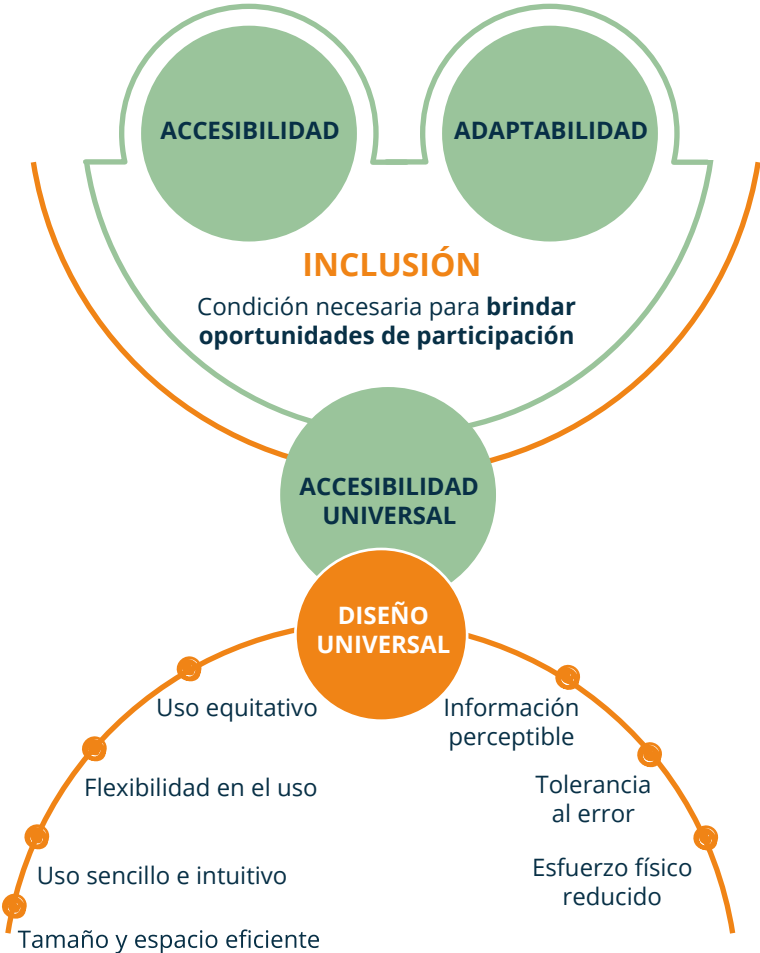 ACCESIBILIDAD
ADAPTABILIDAD
INCLUSIÓN
Condición necesaria para brindar
oportunidades de participación
ACCESIBILIDAD
UNIVERSAL
DISEÑO
UNIVERSAL
Uso equitativo
Flexibilidad en el uso
Uso sencillo e intuitivo
Tamaño y espacio eficiente
Información
perceptible
Tolerancia
al error
Esfuerzo físico
reducido